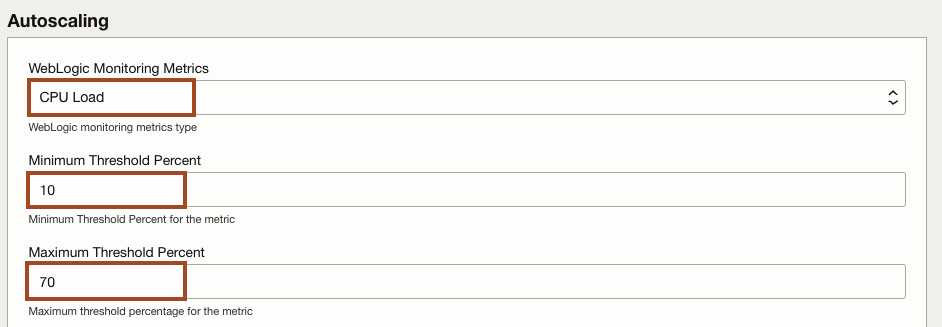 Autoscaling
WebLogic Monitoring Metrics
CPU Load
WebLogic monitoring metrics type
Minimum Threshold Percent
10
Minimum Threshold Percent for the metric
Maximum Threshold Percent
70
Maximum threshold percentage for the metric